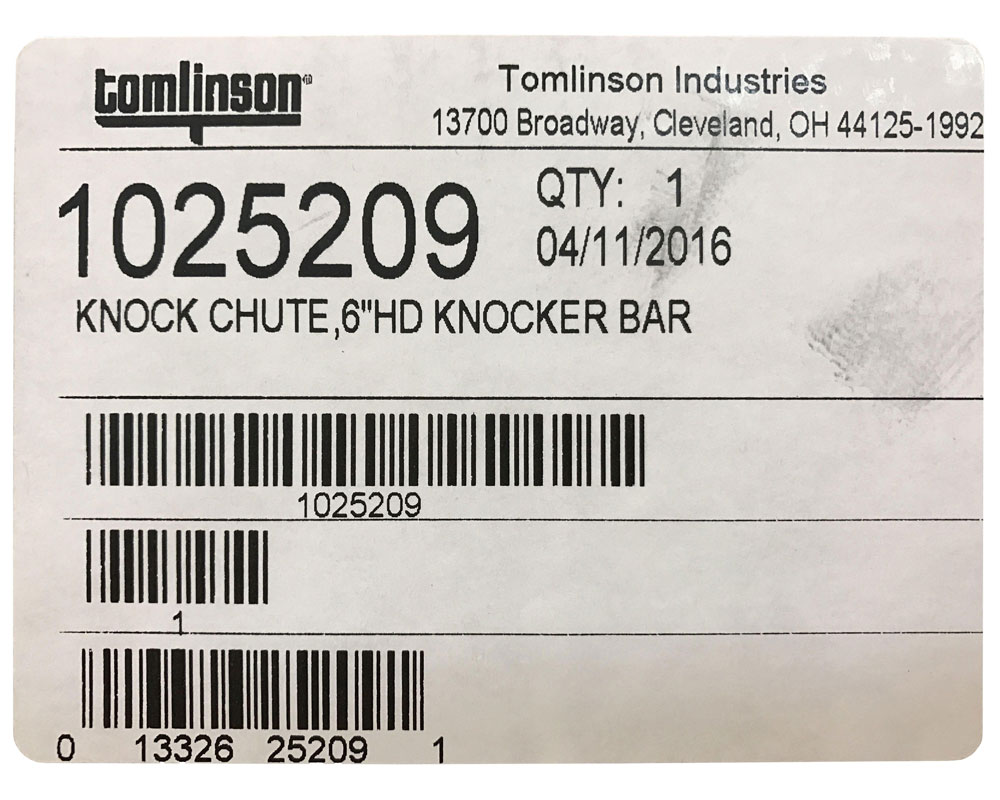 tomlinson®
Tomlinson Industries
13700 Broadway, Cleveland, OH 44125-1992
1025209
QTY: 1
04/11/2016
KNOCK CHUTE,6"HD KNOCKER BAR
1025209
1
0 13326 25209 1